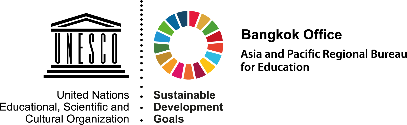 UNESCO
United Nations
Educational, Scientific and
Cultural Organization
Sustainable
Development
Goals
Bangkok Office
Asia and Pacific Regional Bureau
for Education